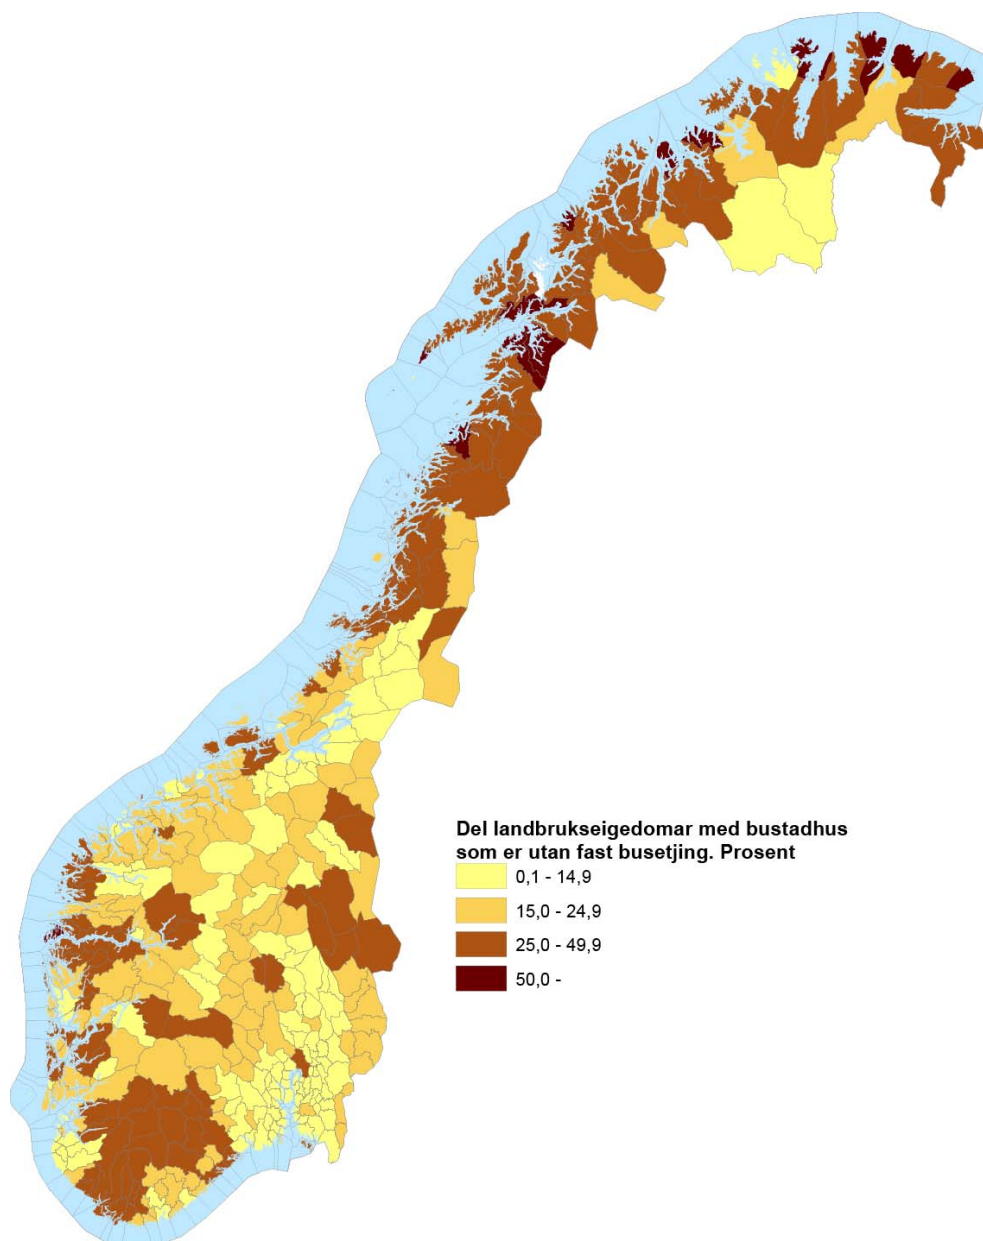 Del landbrukseigedomar med bustadhus
som er utan fast busetjing. Prosent
0,1 - 14,9
15,0 - 24,9
25,0 - 49,9
50,0 -